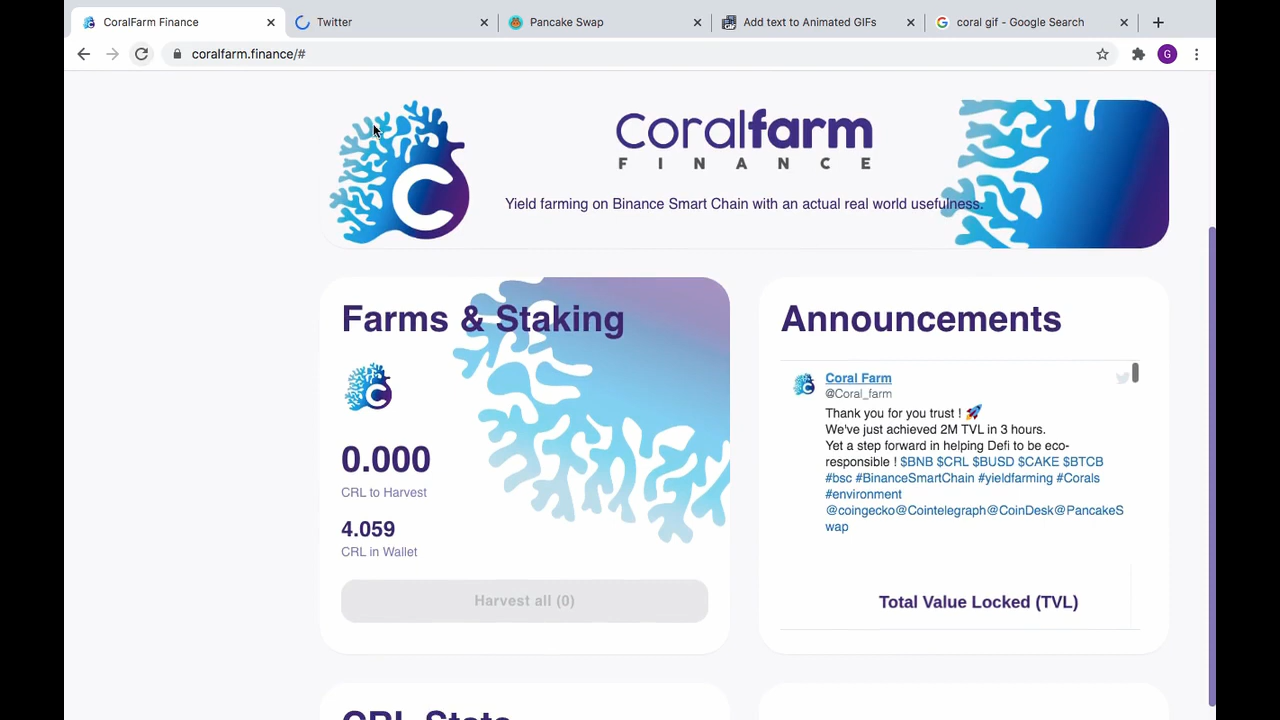 CoralFarm Finance
Twitter
Pancake Swap
Add text to Animated GIFs
coral gif - Google Search
coralfarm.finance/#
G
C
Coralfarm
FINANCE
Yield farming on Binance Smart Chain with an actual real world usefulness.
Farms & Staking
C
0.000
CRL to Harvest
4.059
CRL in Wallet
Harvest all (0)
Announcements
Coral Farm
@Coral_farm
Thank you for you trust ! 🚀
We've just achieved 2M TVL in 3 hours.
Yet a step forward in helping Defi to be eco-
responsible ! $BNB $CRL $BUSD $CAKE $BTCB
#bsc #BinanceSmartChain #yieldfarming #Corals
#environment
@coingecko@Cointelegraph@CoinDesk@PancakeS
wap
Total Value Locked (TVL)
CRL Stats